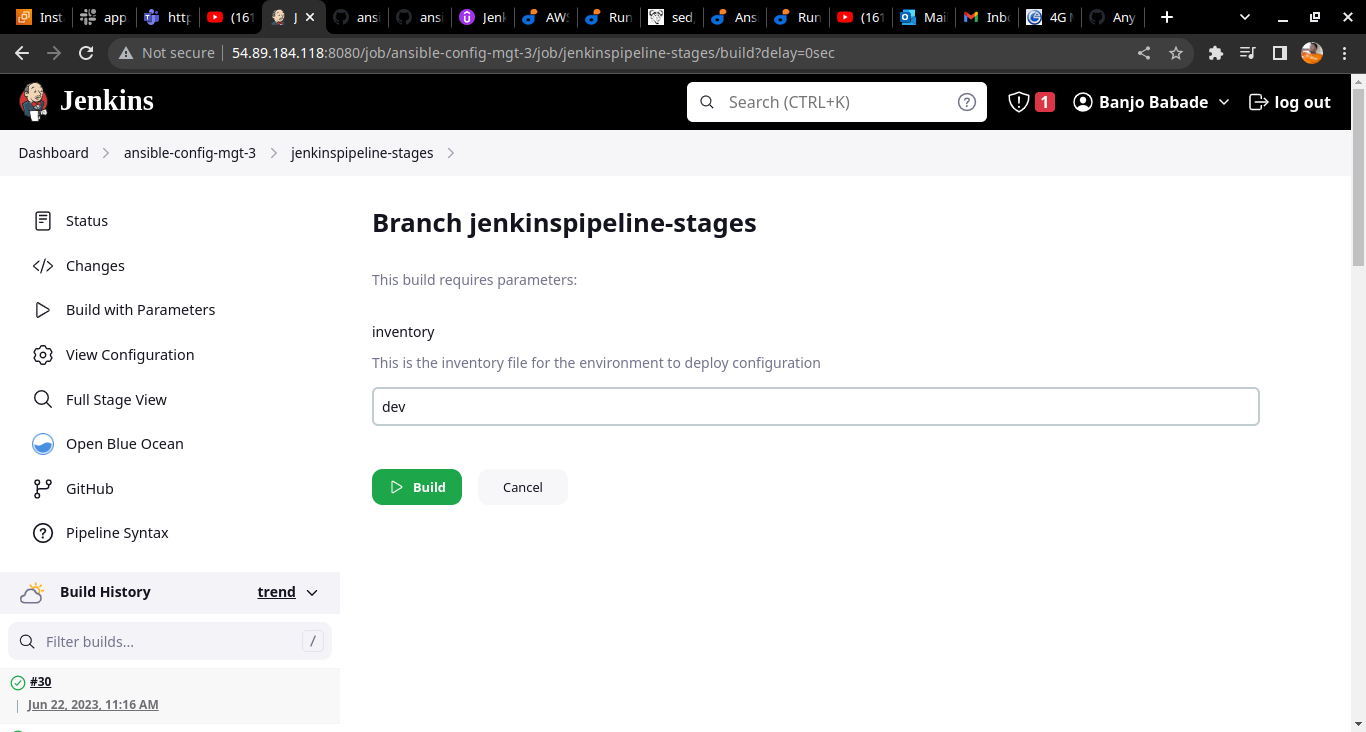 Inst app http (161 J ansi ansi Jenk AWS Run sed, Ans Run (161 Mai Inb 4G Any
Not secure 54.89.184.118:8080/job/ansible-config-mgt-3/job/jenkinspipeline-stages/build?delay=0sec
Jenkins Search (CTRL+K) ? 1 Banjo Babade log out
Dashboard ansible-config-mgt-3 jenkinspipeline-stages
Status
Changes
Build with Parameters
View Configuration
Full Stage View
Open Blue Ocean
GitHub
Pipeline Syntax
Build History trend
Filter builds... /
#30
Jun 22, 2023, 11:16 AM
Branch jenkinspipeline-stages
This build requires parameters:
inventory
This is the inventory file for the environment to deploy configuration
dev
Build Cancel